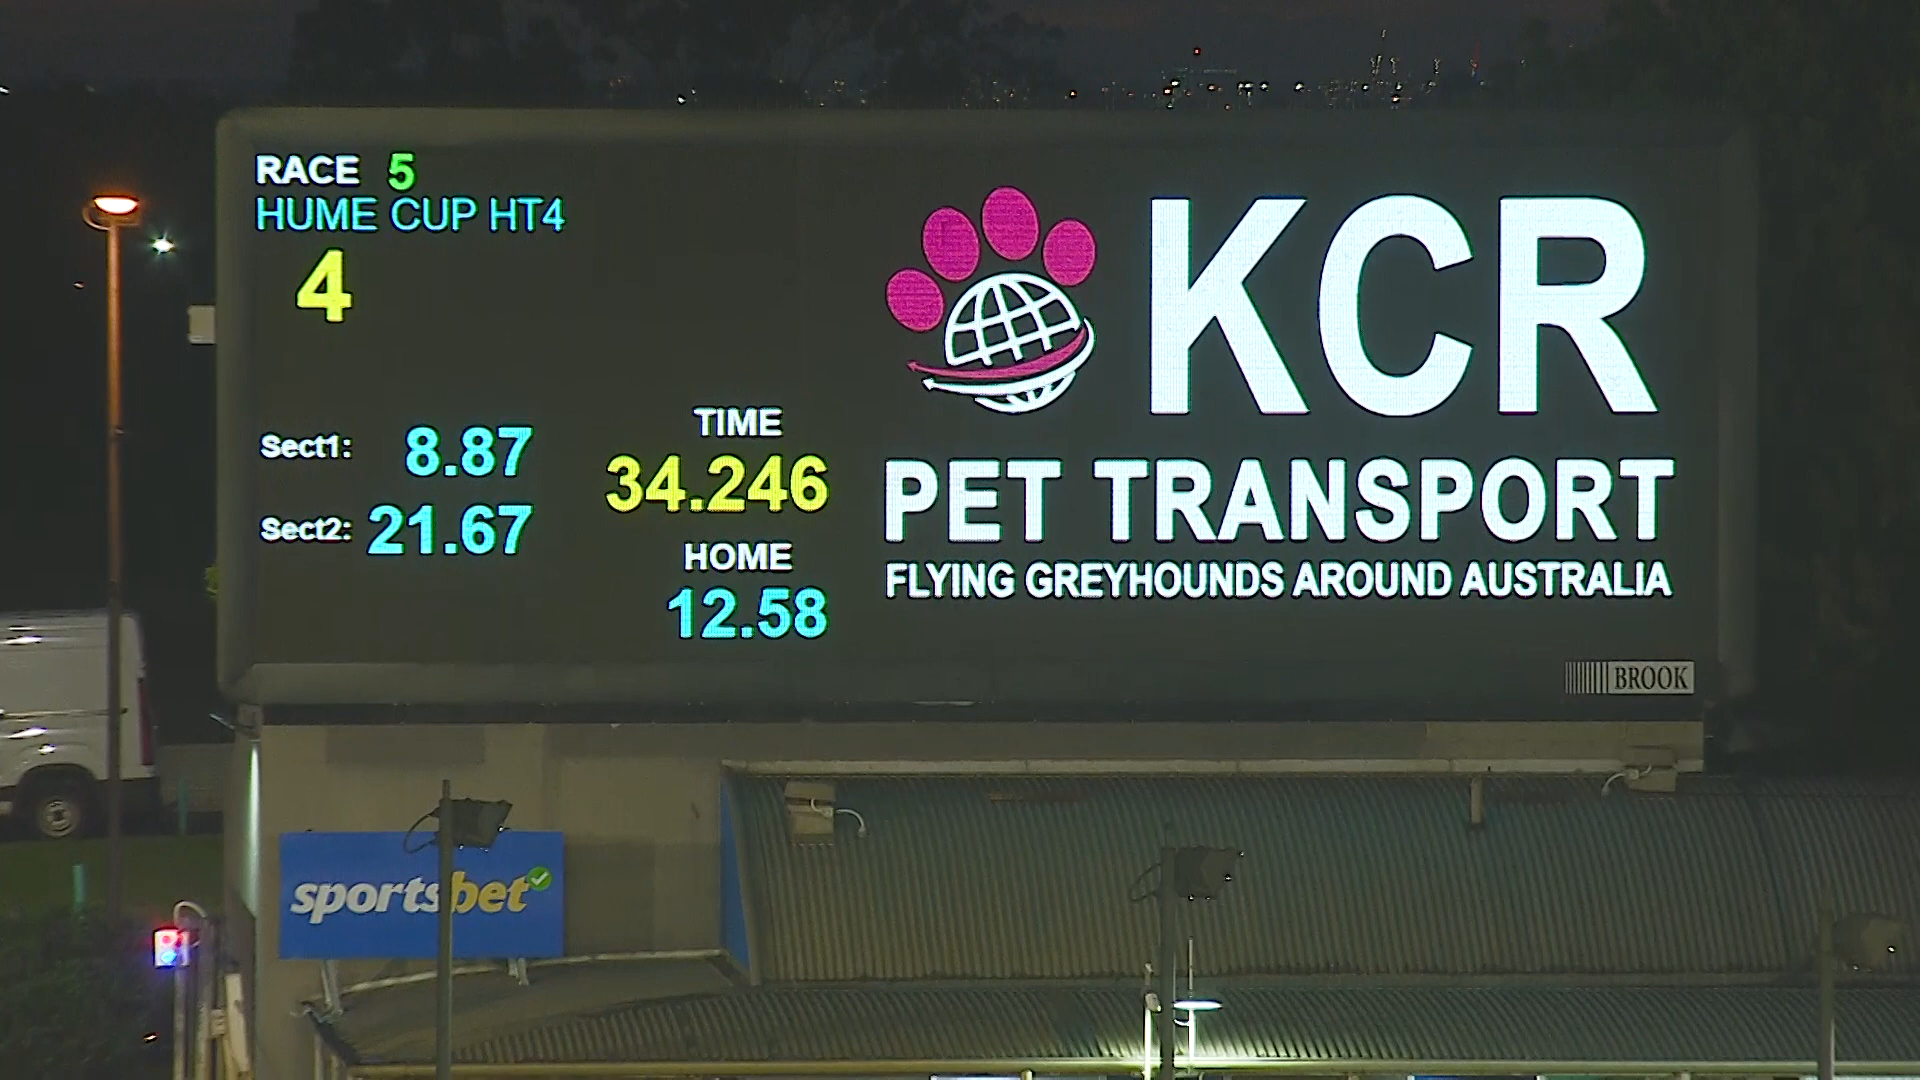 RACE 5
HUME CUP HT4
4
Sect1: 8.87
Sect2: 21.67
TIME
34.246
HOME
12.58
KCR
PET TRANSPORT
FLYING GREYHOUNDS AROUND AUSTRALIA
BROOK
sportsbet